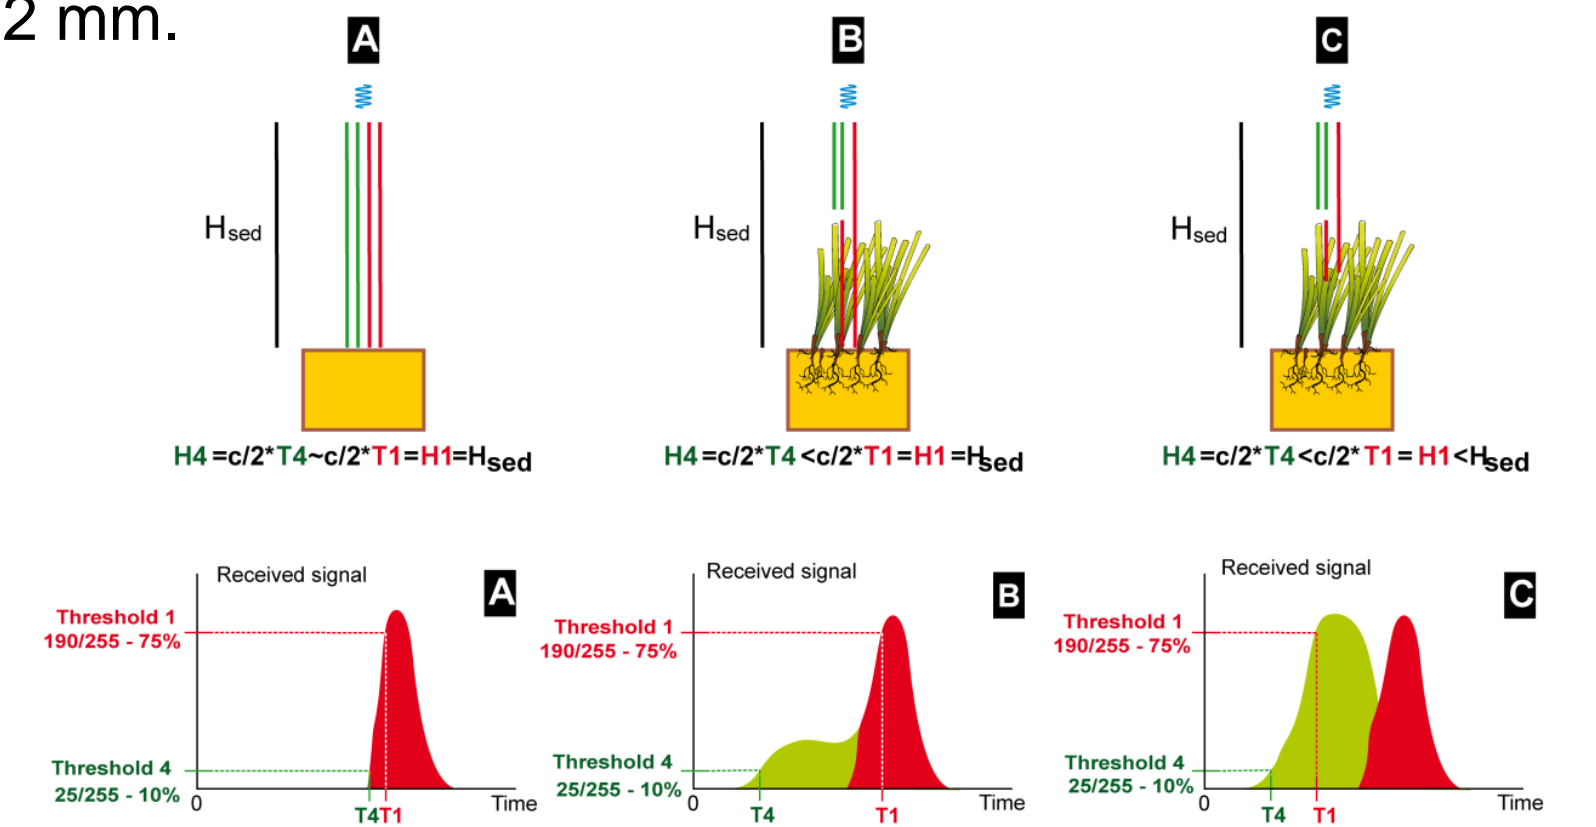 2 mm.
A
B
C
Hsed
Hsed
Hsed
H4=c/2*T4~c/2*T1=H1=Hsed
H4=c/2*T4<c/2*T1=H1=Hsed
H4=c/2*T4<c/2*T1=H1<Hsed
Received signal
A
Threshold 1
190/255 - 75%
Threshold 4
25/255 - 10%
0
T4
T1
Time
Received signal
B
Threshold 1
190/255 - 75%
Threshold 4
25/255 - 10%
0
T4
T1
Time
Received signal
C
Threshold 1
190/255 - 75%
Threshold 4
25/255 - 10%
0
T4
T1
Time